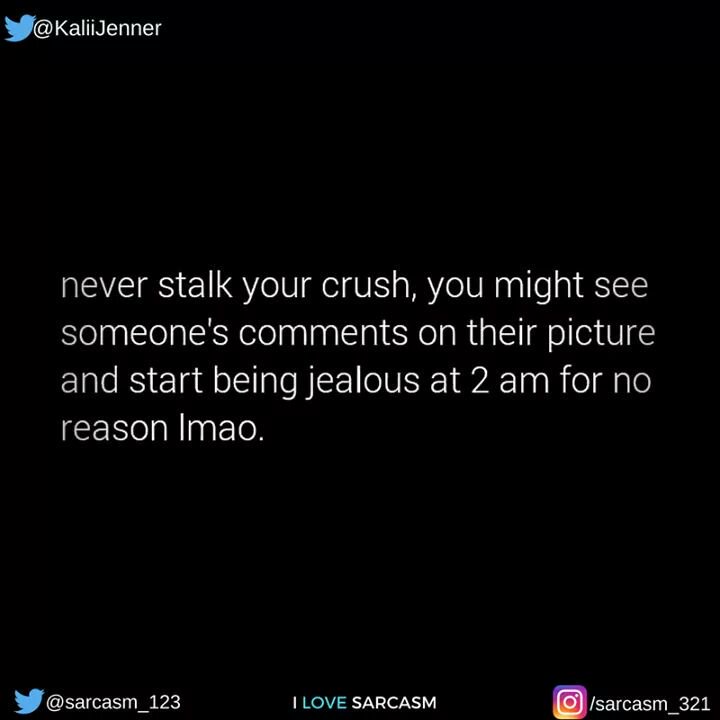 @KaliiJenner
never stalk your crush, you might see
someone's comments on their picture
and start being jealous at 2 am for no
reason lmao.
@sarcasm_123
I LOVE SARCASM
/sarcasm_321